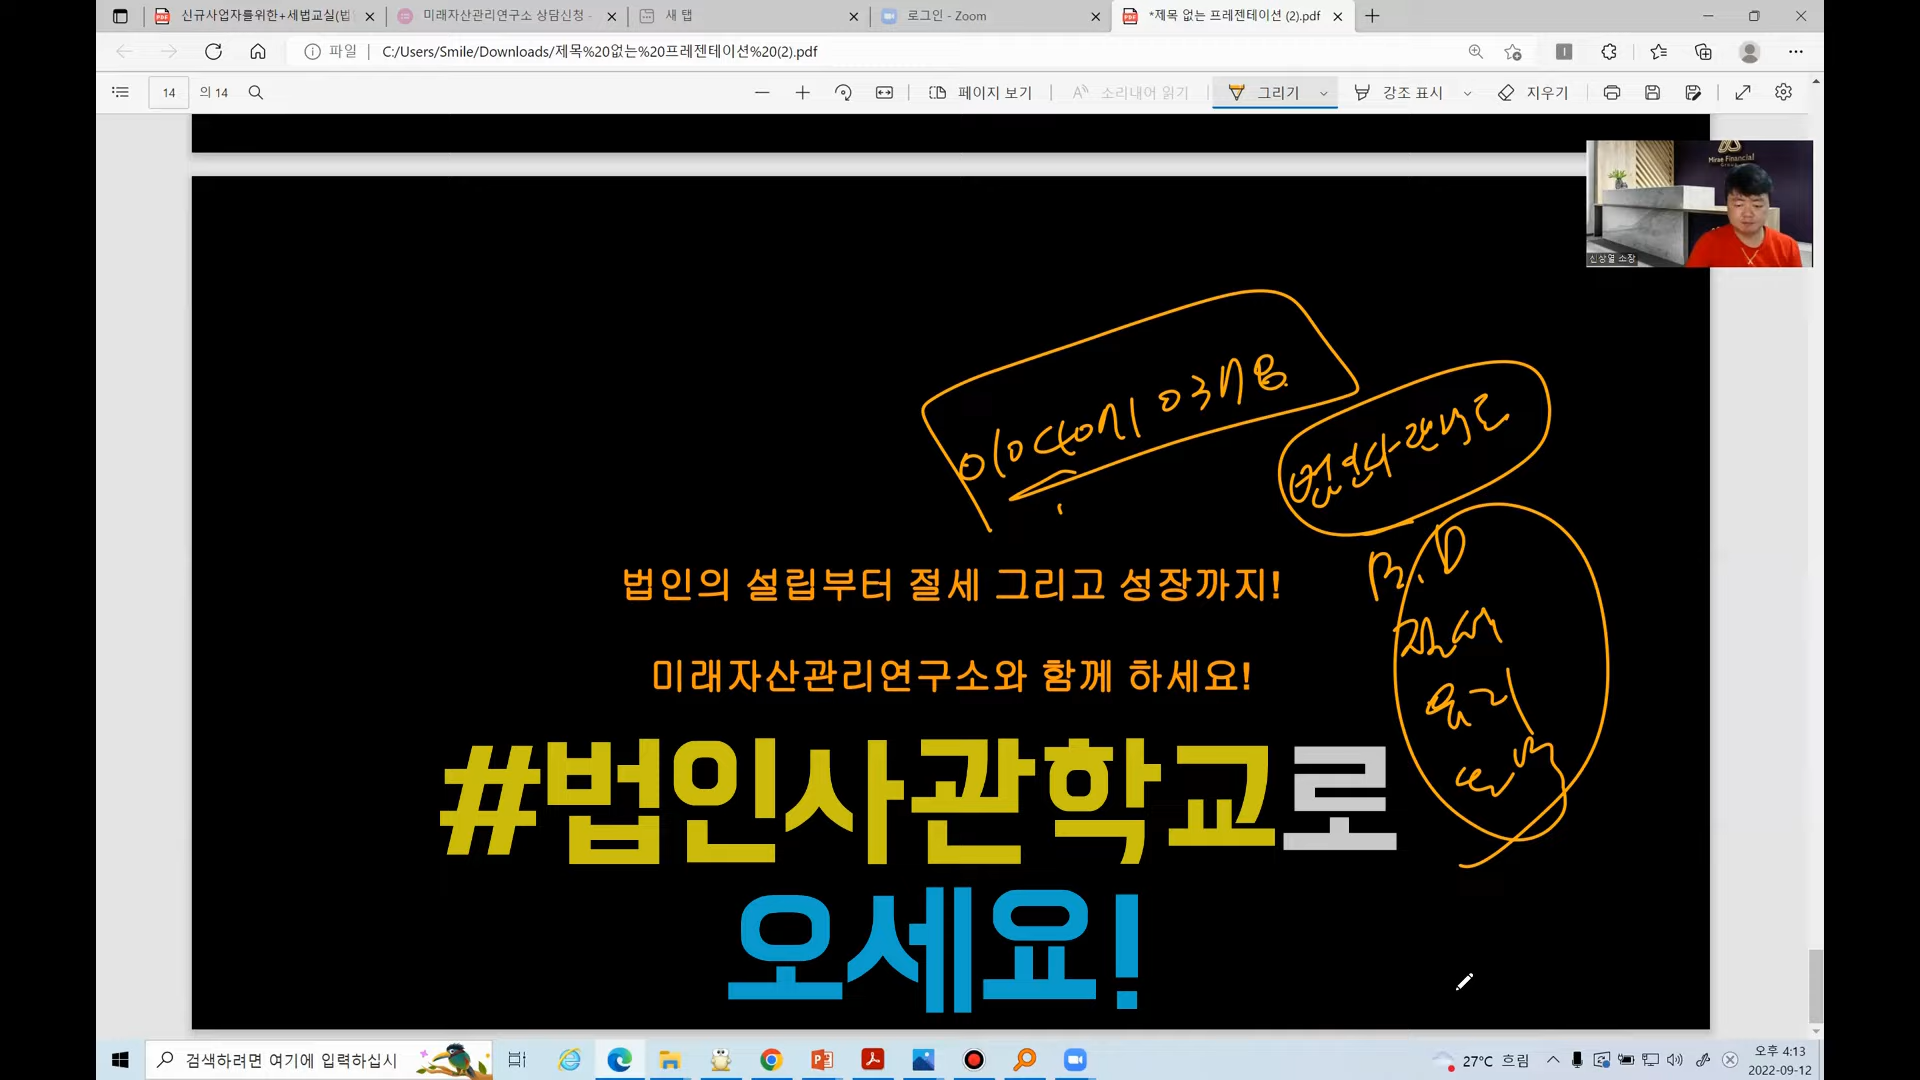 신규사업자를위한+세법교실(법
미래자산관리연구소 상담신청 -
새 탭
로그인 - Zoom
*제목 없는 프레젠테이션 (2).pdf
파일
C:/Users/Smile/Downloads/제목%20없는%20프레젠테이션%20(2).pdf
14 의 14
페이지 보기
소리내어 읽기
그리기
강조 표시
지우기
Mirae Financial
Group
신상열 소장
B.D
법인의 설립부터 절세 그리고 성장까지!
미래자산관리연구소와 함께 하세요!
#법인사관학교로
오세요!
검색하려면 여기에 입력하십시
27°C 흐림
오후 4:13
2022-09-12